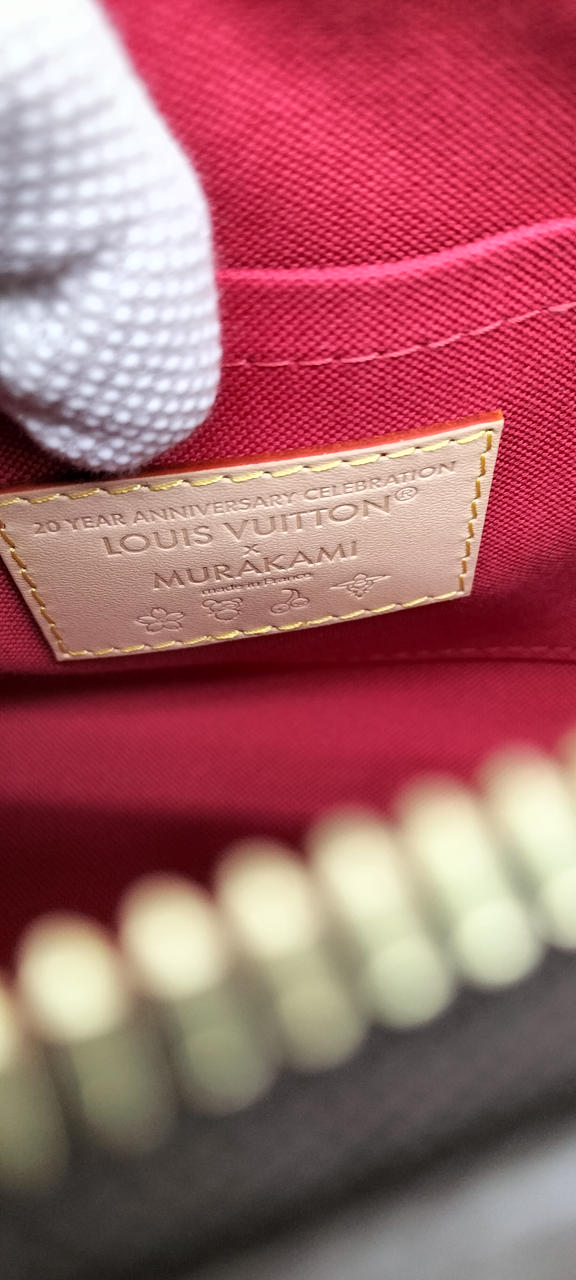 20 YEAR ANNIVERSARY CELEBRATION
LOUIS VUITTON®
×
MURAKAMI
made in France